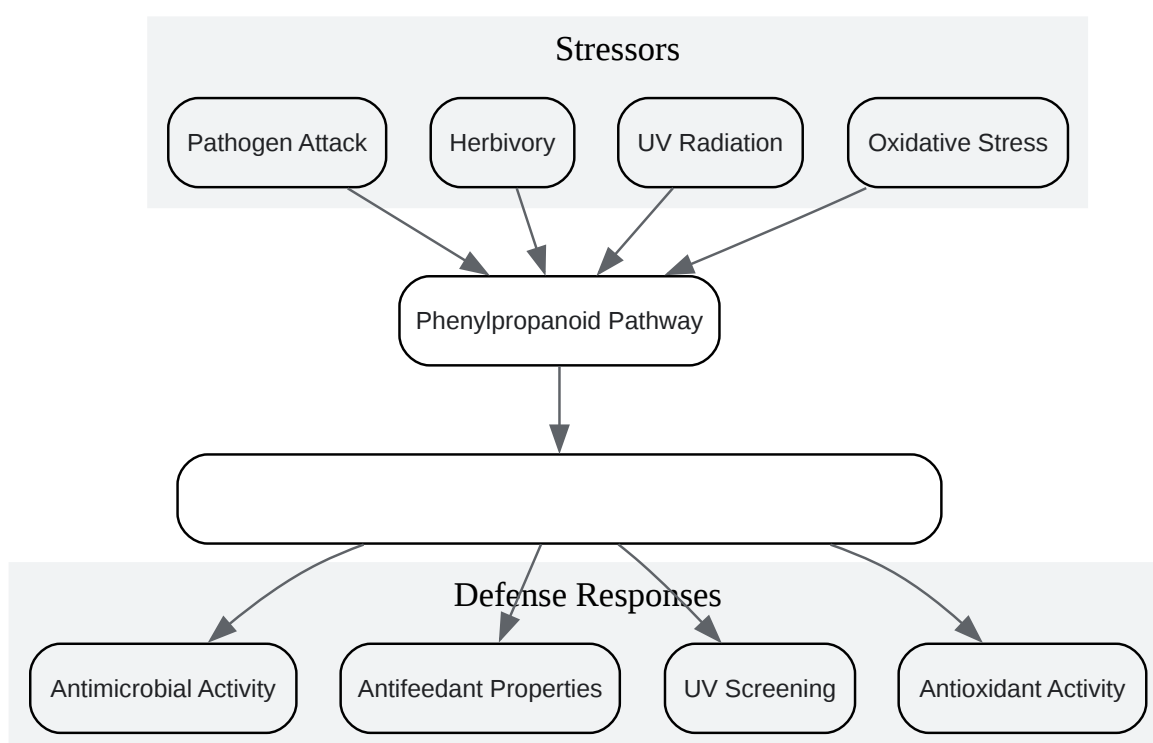 Stressors
Pathogen Attack
Herbivory
UV Radiation
Oxidative Stress
Phenylpropanoid Pathway
Defense Responses
Antimicrobial Activity
Antifeedant Properties
UV Screening
Antioxidant Activity